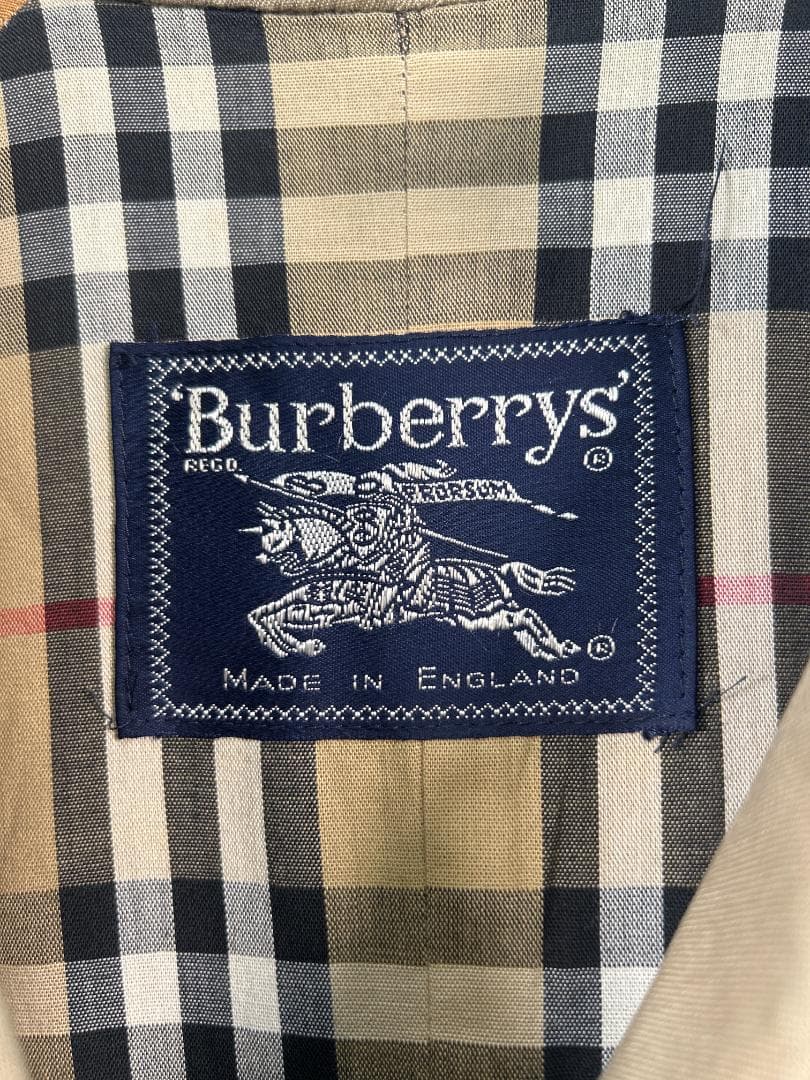 'Burberrys'
REGD. ®
PRORSUM
®
MADE IN ENGLAND